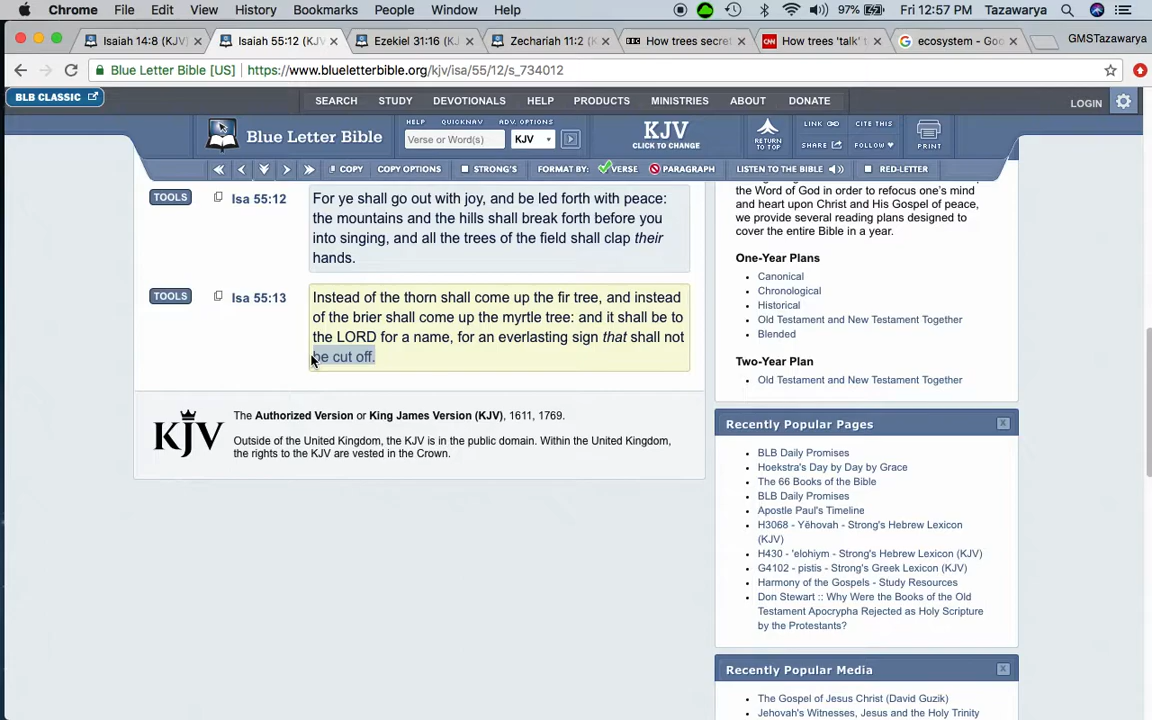 Chrome File Edit View History Bookmarks People Window Help 97% Fri 12:57 PM Tazawarya
Isaiah 14:8 (KJV) Isaiah 55:12 (KJV Ezekiel 31:16 (KJV Zechariah 11:2 (KJ How trees secre How trees 'talk' t ecosystem - Goo GMSTazawarya
Blue Letter Bible [US] https://www.blueletterbible.org/kjv/isa/55/12/s_734012
BLB CLASSIC
SEARCH STUDY DEVOTIONALS HELP PRODUCTS MINISTRIES ABOUT DONATE LOGIN
Blue Letter Bible
HELP QUICKNAV ADV. OPTIONS
Verse or Word(s) KJV
KJV
CLICK TO CHANGE
RETURN
TO TOP
LINK CITE THIS
SHARE FOLLOW
PRINT
COPY COPY OPTIONS STRONG'S FORMAT BY: VERSE PARAGRAPH LISTEN TO THE BIBLE RED-LETTER
TOOLS Isa 55:12
For ye shall go out with joy, and be led forth with peace:
the mountains and the hills shall break forth before you
into singing, and all the trees of the field shall clap their
hands.
TOOLS Isa 55:13
Instead of the thorn shall come up the fir tree, and instead
of the brier shall come up the myrtle tree: and it shall be to
the LORD for a name, for an everlasting sign that shall not
be cut off.
KJV
The Authorized Version or King James Version (KJV), 1611, 1769.
Outside of the United Kingdom, the KJV is in the public domain. Within the United Kingdom,
the rights to the KJV are vested in the Crown.
the Word of God in order to refocus one's mind
and heart upon Christ and His Gospel of peace,
we provide several reading plans designed to
cover the entire Bible in a year.
One-Year Plans
Canonical
Chronological
Historical
Old Testament and New Testament Together
Blended
Two-Year Plan
Old Testament and New Testament Together
Recently Popular Pages
BLB Daily Promises
Hoekstra's Day by Day by Grace
The 66 Books of the Bible
BLB Daily Promises
Apostle Paul's Timeline
H3068 - Yĕhovah - Strong's Hebrew Lexicon
(KJV)
H430 - 'elohiym - Strong's Hebrew Lexicon (KJV)
G4102 - pistis - Strong's Greek Lexicon (KJV)
Harmony of the Gospels - Study Resources
Don Stewart :: Why Were the Books of the Old
Testament Apocrypha Rejected as Holy Scripture
by the Protestants?
Recently Popular Media
The Gospel of Jesus Christ (David Guzik)
Jehovah's Witnesses, Jesus and the Holy Trinity